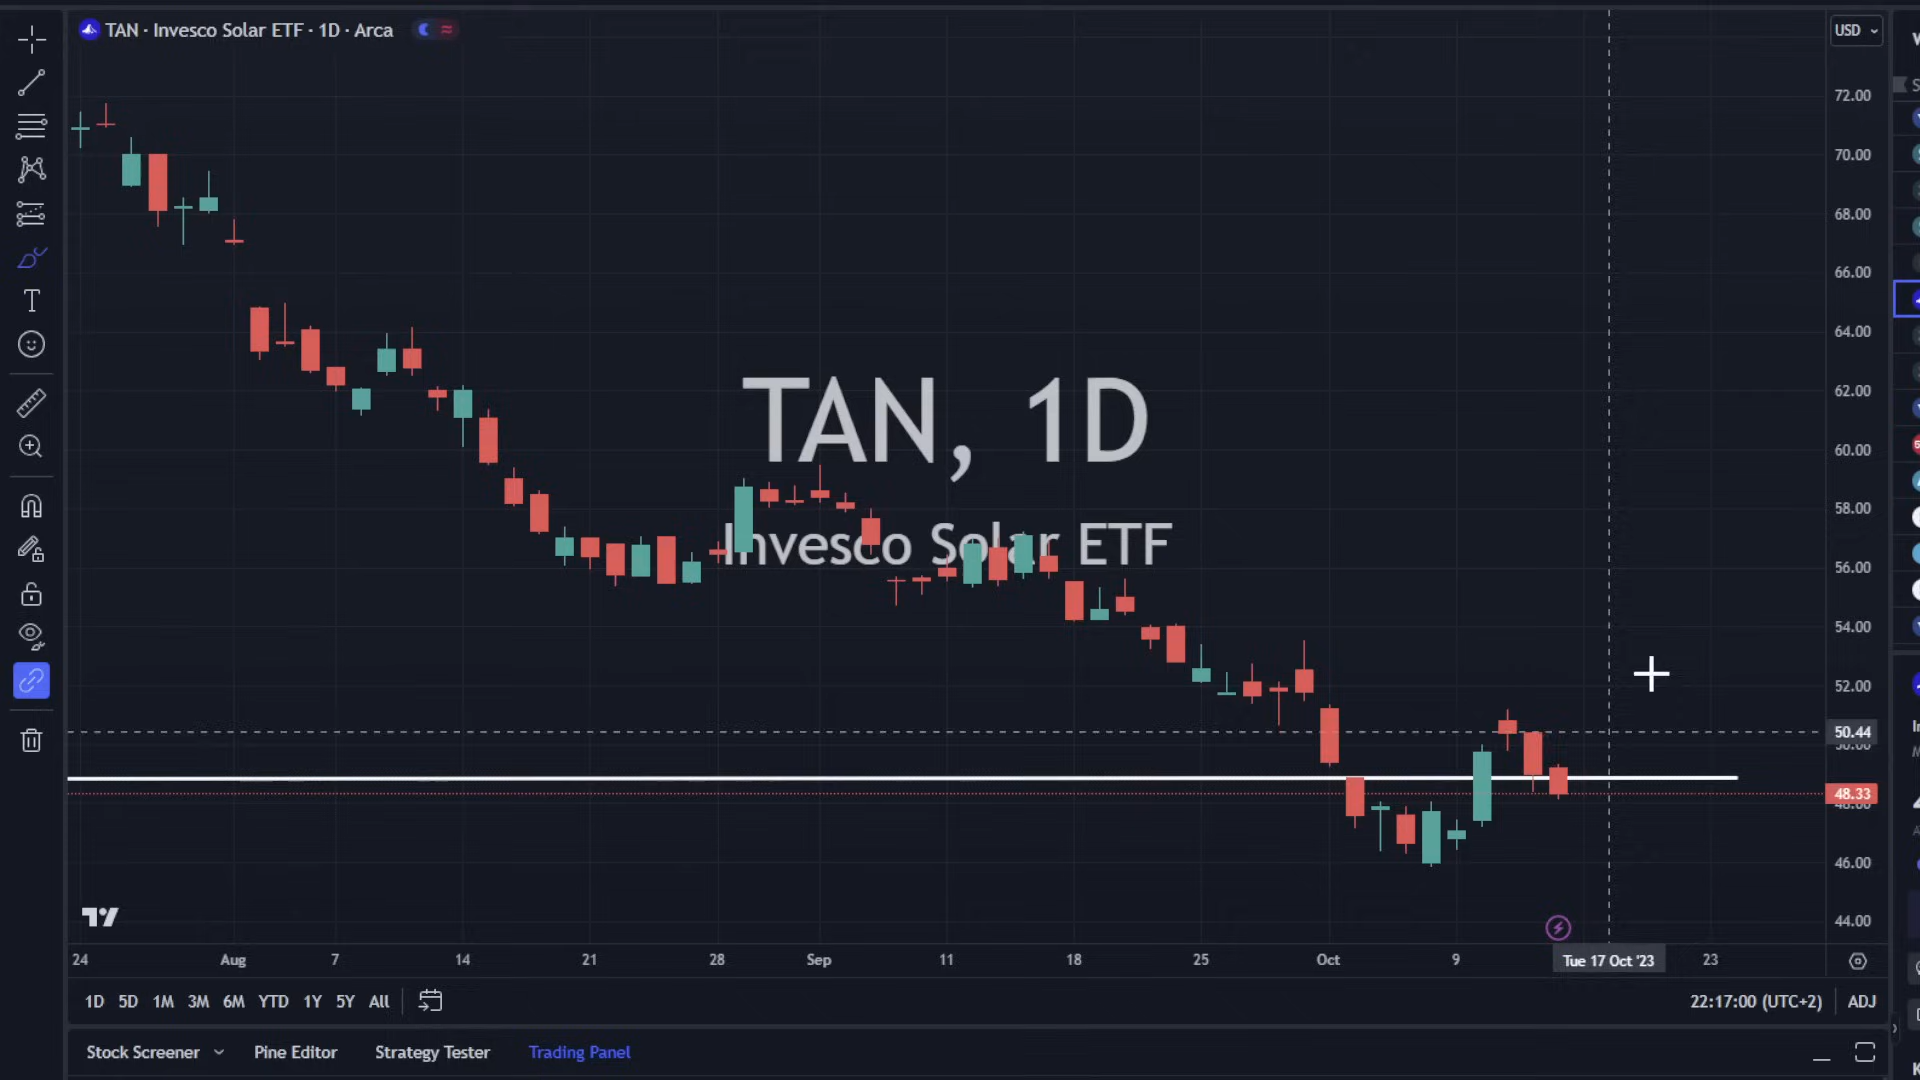 TAN · Invesco Solar ETF · 1D · Arca
USD
72.00
70.00
68.00
66.00
64.00
62.00
60.00
58.00
56.00
54.00
52.00
50.44
50.00
48.33
48.00
46.00
44.00
TAN, 1D
Invesco Solar ETF
24 Aug 7 14 21 28 Sep 11 18 25 Oct 9 Tue 17 Oct '23 23
1D 5D 1M 3M 6M YTD 1Y 5Y All 22:17:00 (UTC+2) ADJ
Stock Screener Pine Editor Strategy Tester Trading Panel